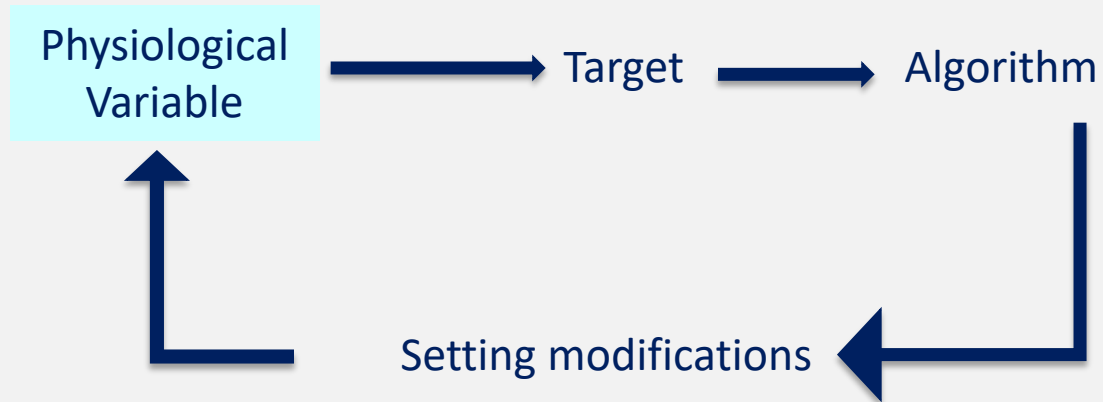 Physiological
Variable
Target
Algorithm
Setting modifications